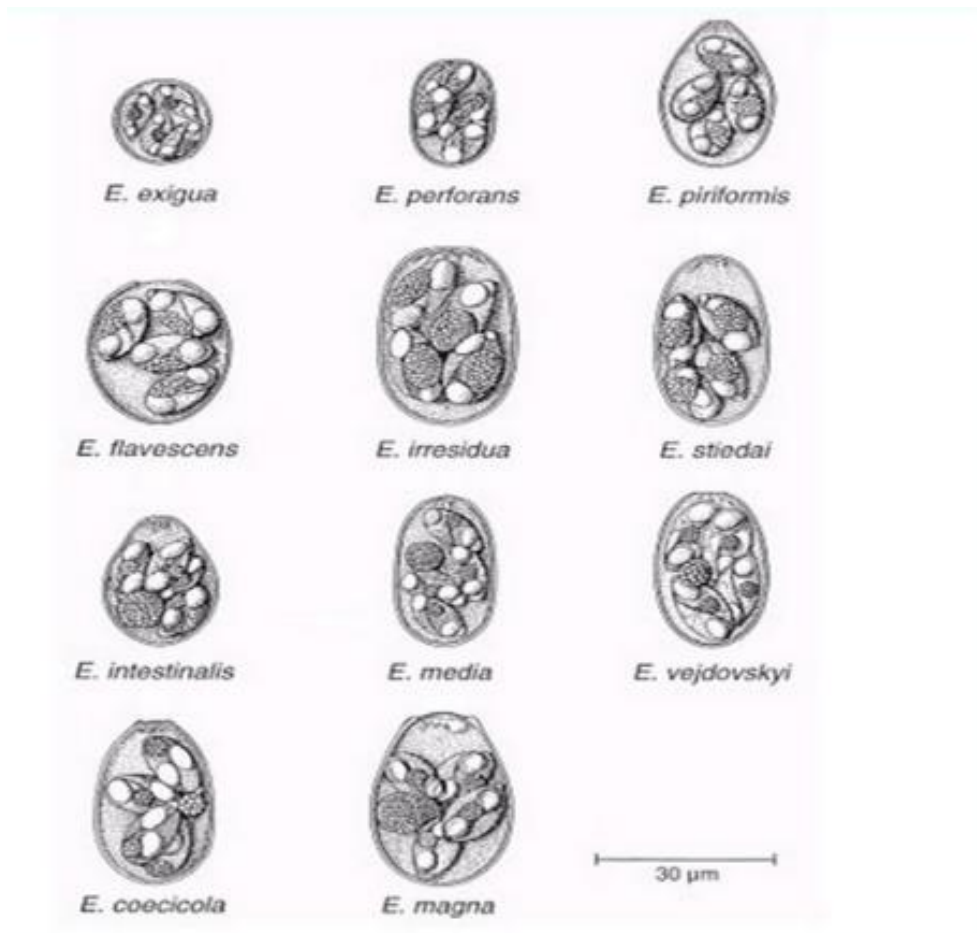 E. exigua
E. perforans
E. piriformis
E. flavescens
E. irresidua
E. stiedai
E. intestinalis
E. media
E. vejdovskyi
E. coecicola
E. magna
30 µm